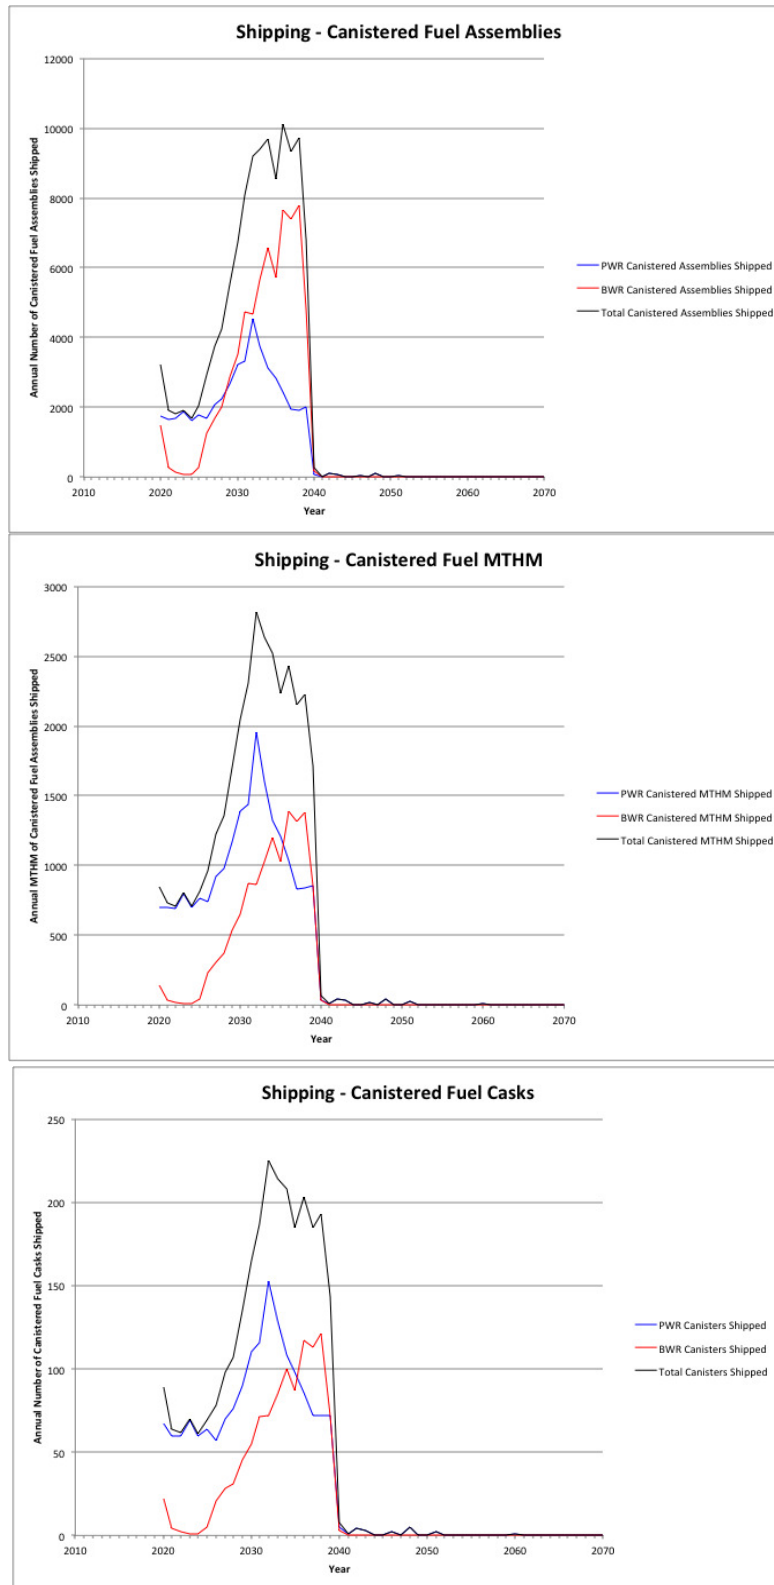 Shipping - Canistered Fuel Assemblies
12000
10000
8000
6000
4000
2000
0
Annual Number of Canistered Fuel Assemblies Shipped
2010 2020 2030 2040 2050 2060 2070
Year
PWR Canistered Assemblies Shipped
BWR Canistered Assemblies Shipped
Total Canistered Assemblies Shipped
Shipping - Canistered Fuel MTHM
3000
2500
2000
1500
1000
500
0
Annual MTHM of Canistered Fuel Assemblies Shipped
2010 2020 2030 2040 2050 2060 2070
Year
PWR Canistered MTHM Shipped
BWR Canistered MTHM Shipped
Total Canistered MTHM Shipped
Shipping - Canistered Fuel Casks
250
200
150
100
50
0
Annual Number of Canistered Fuel Casks Shipped
2010 2020 2030 2040 2050 2060 2070
Year
PWR Canisters Shipped
BWR Canisters Shipped
Total Canisters Shipped